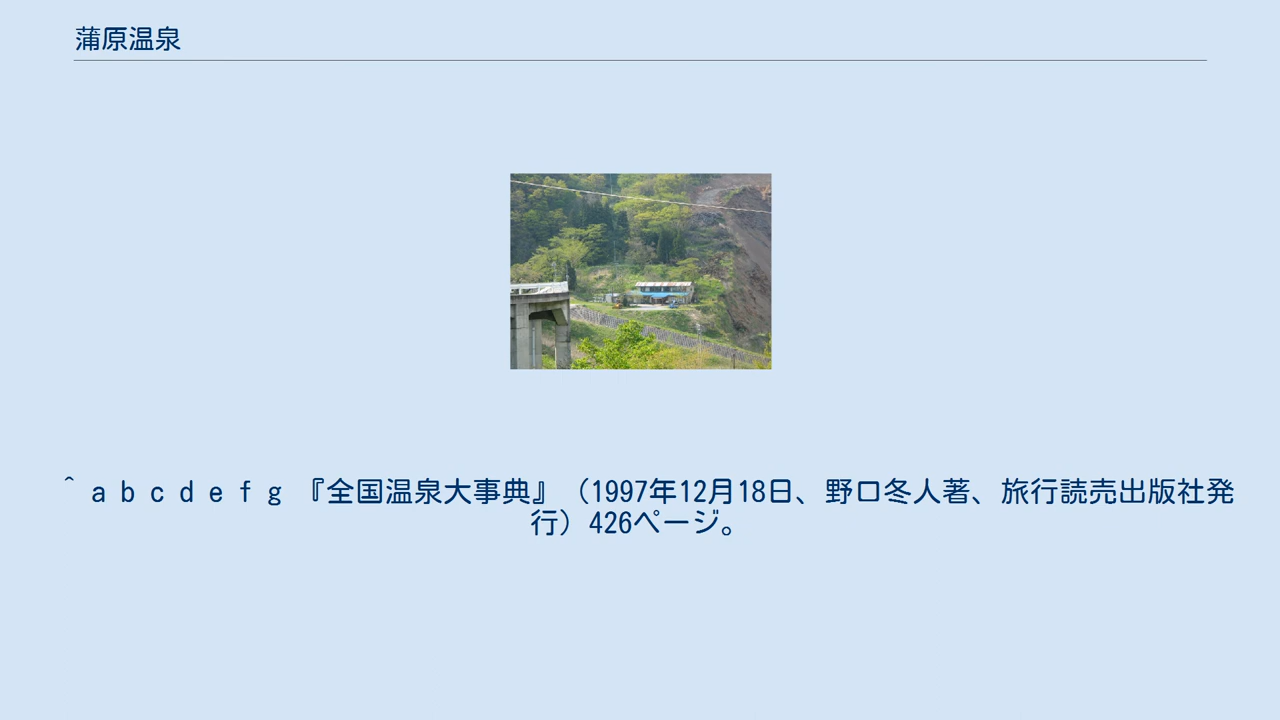 蒲原温泉
^ a b c d e f g 『全国温泉大事典』（1997年12月18日、野口冬人著、旅行読売出版社発
行）426ページ。